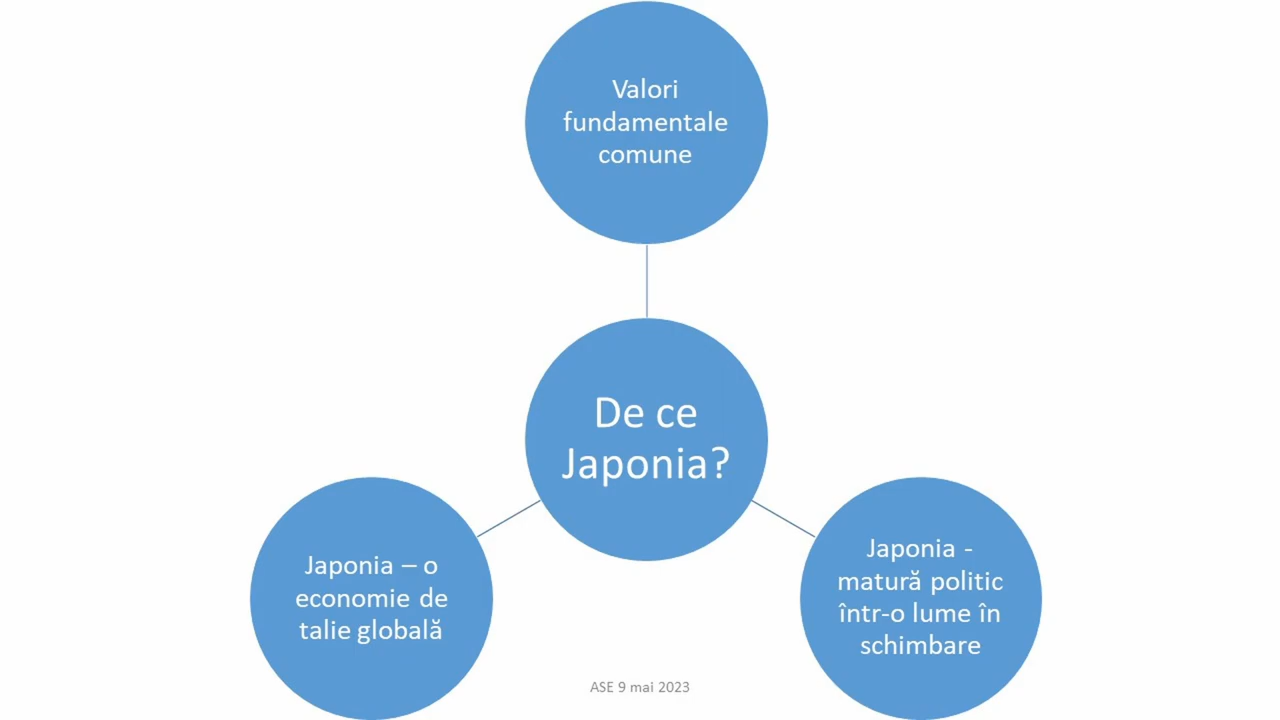 Valori
fundamentale
comune
De ce
Japonia?
Japonia – o
economie de
talie globală
Japonia -
matură politic
într-o lume în
schimbare
ASE 9 mai 2023